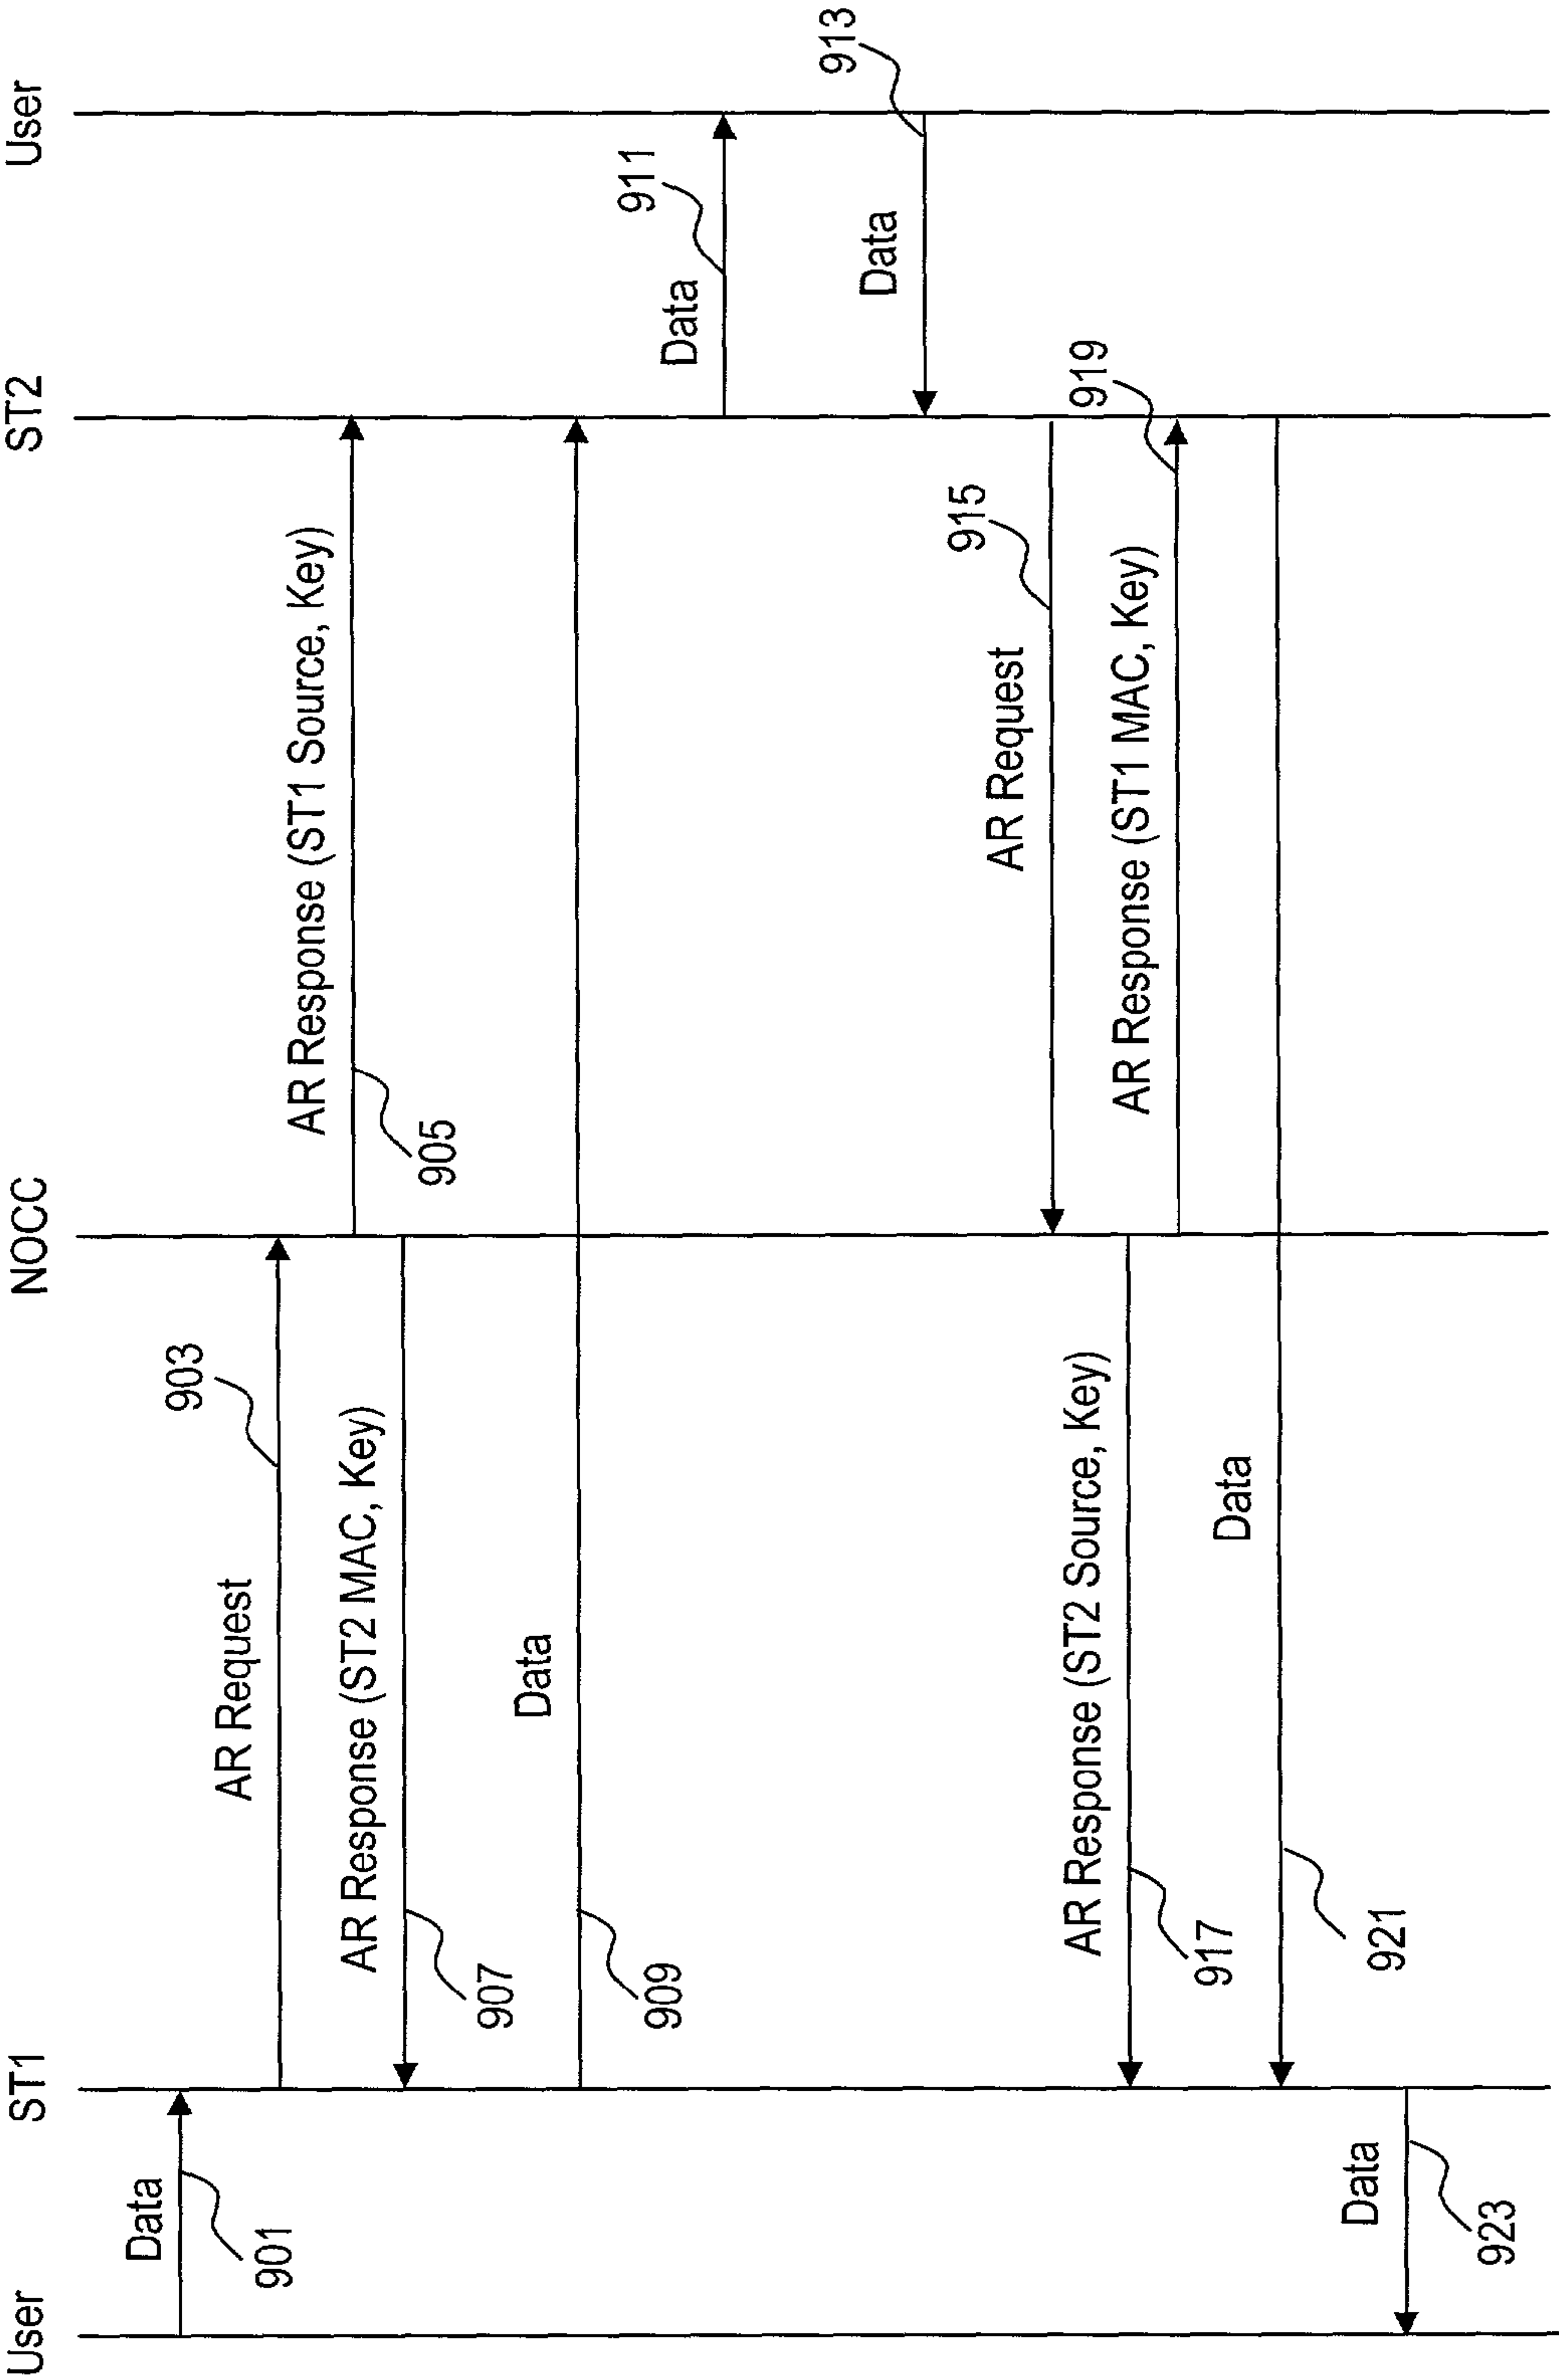 User
ST1
NOCC
ST2
User
Data
901
AR Request
903
AR Response (ST1 Source, Key)
905
AR Response (ST2 MAC, Key)
907
Data
909
Data
911
Data
913
AR Request
915
AR Response (ST2 Source, Key)
917
AR Response (ST1 MAC, Key)
919
Data
921
Data
923